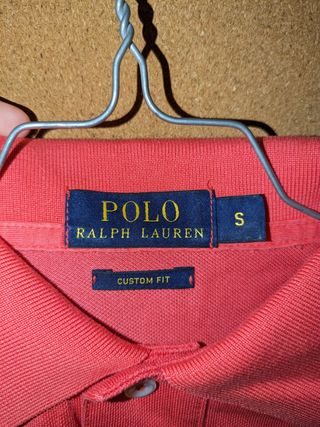 POLO
RALPH LAUREN
S
CUSTOM FIT